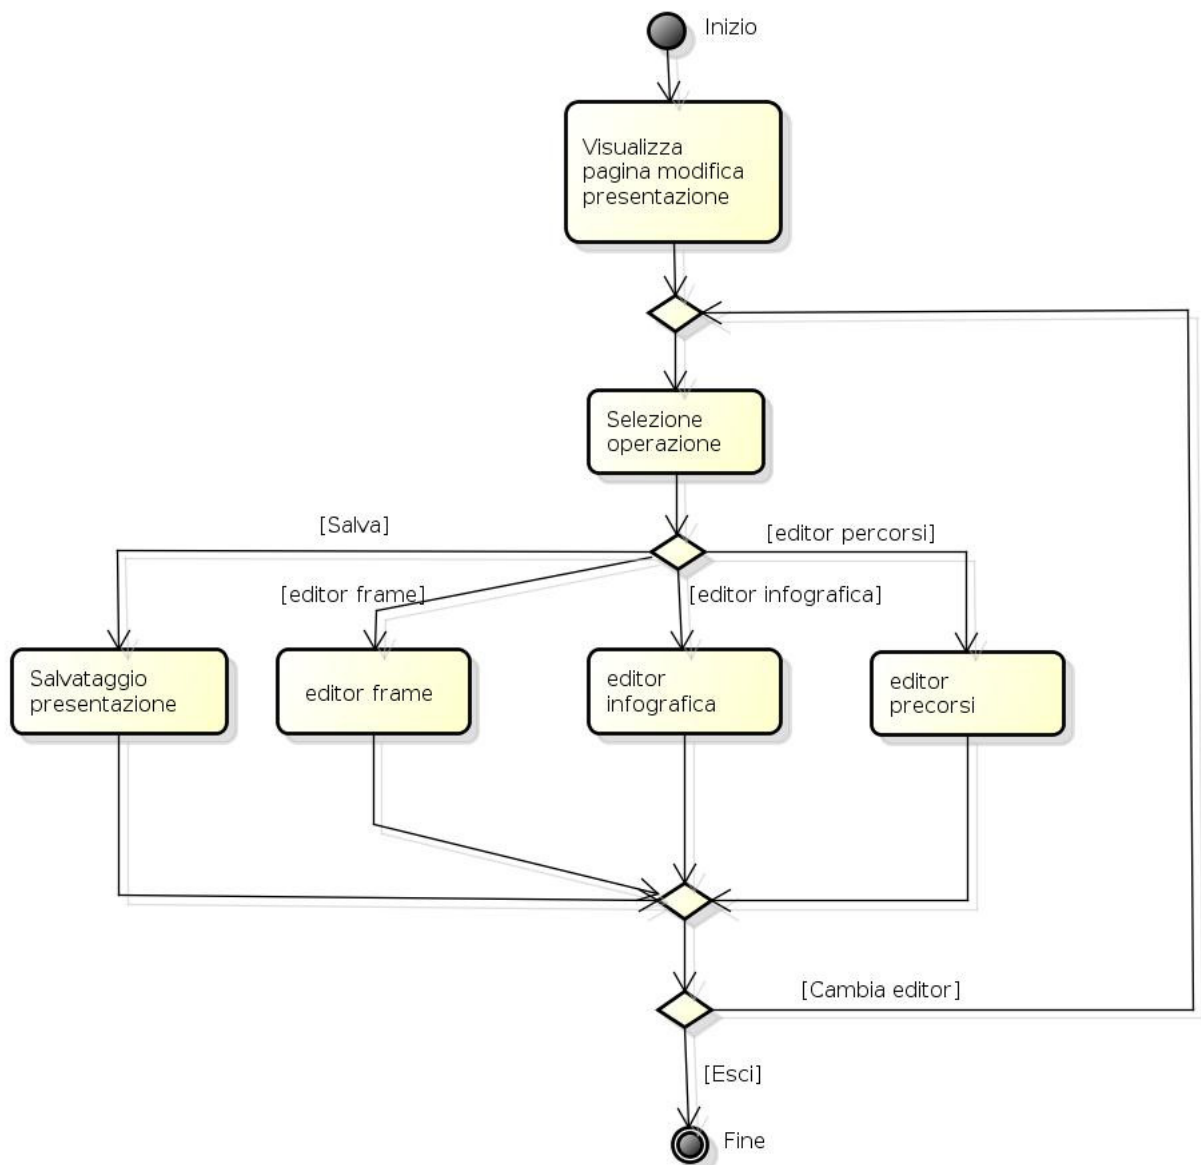 Inizio
Visualizza
pagina modifica
presentazione
Selezione
operazione
[Salva]
[editor percorsi]
[editor frame]
[editor infografica]
Salvataggio
presentazione
editor frame
editor
infografica
editor
precorsi
[Cambia editor]
[Esci]
Fine